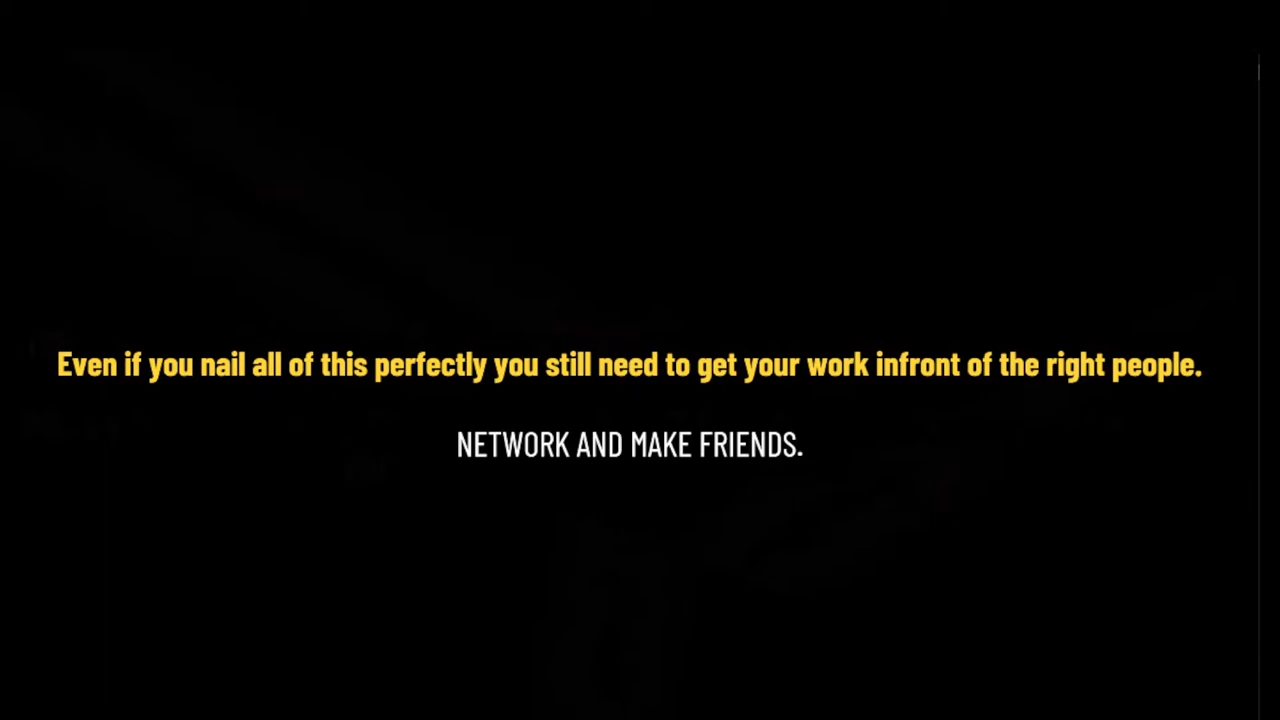 Even if you nail all of this perfectly you still need to get your work infront of the right people.
NETWORK AND MAKE FRIENDS.